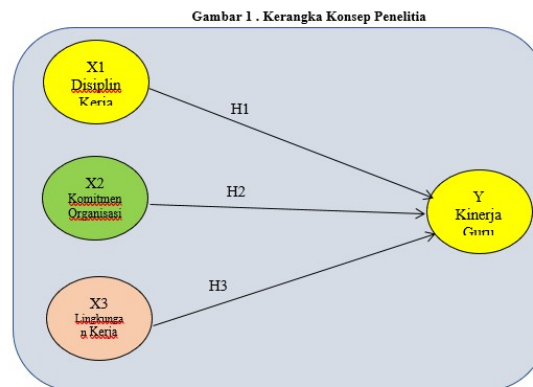 Gambar 1 . Kerangka Konsep Penelitia
X1
Disiplin
Kerja
H1
X2
Komitmen
Organisasi
H2
Y
Kinerja
Guru
X3
Lingkunga
n Kerja
H3